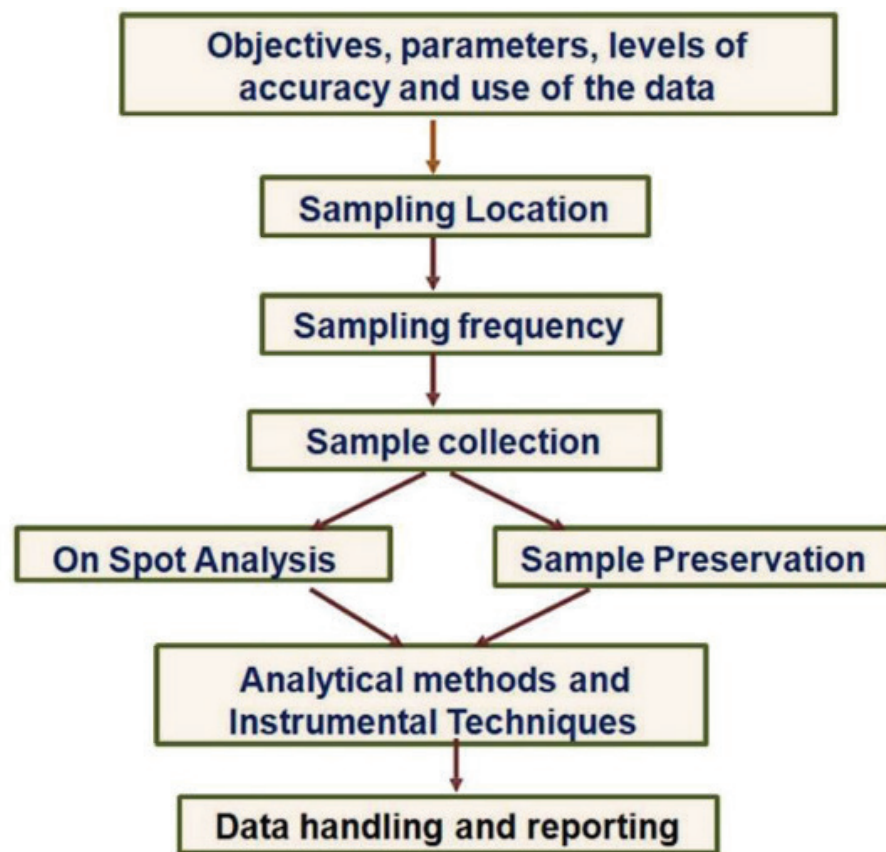 Objectives, parameters, levels of
accuracy and use of the data
Sampling Location
Sampling frequency
Sample collection
On Spot Analysis
Sample Preservation
Analytical methods and
Instrumental Techniques
Data handling and reporting